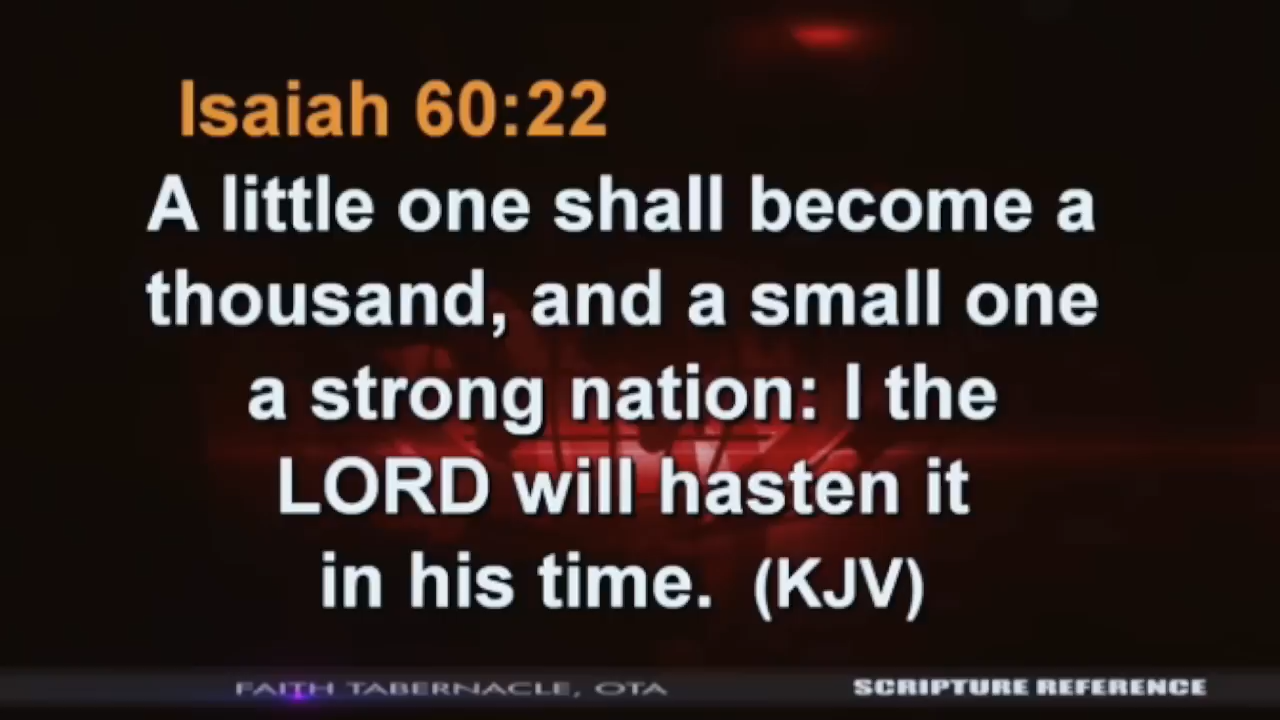 Isaiah 60:22
A little one shall become a
thousand, and a small one
a strong nation: I the
LORD will hasten it
in his time. (KJV)
FAITH TABERNACLE, OTA
SCRIPTURE REFERENCE